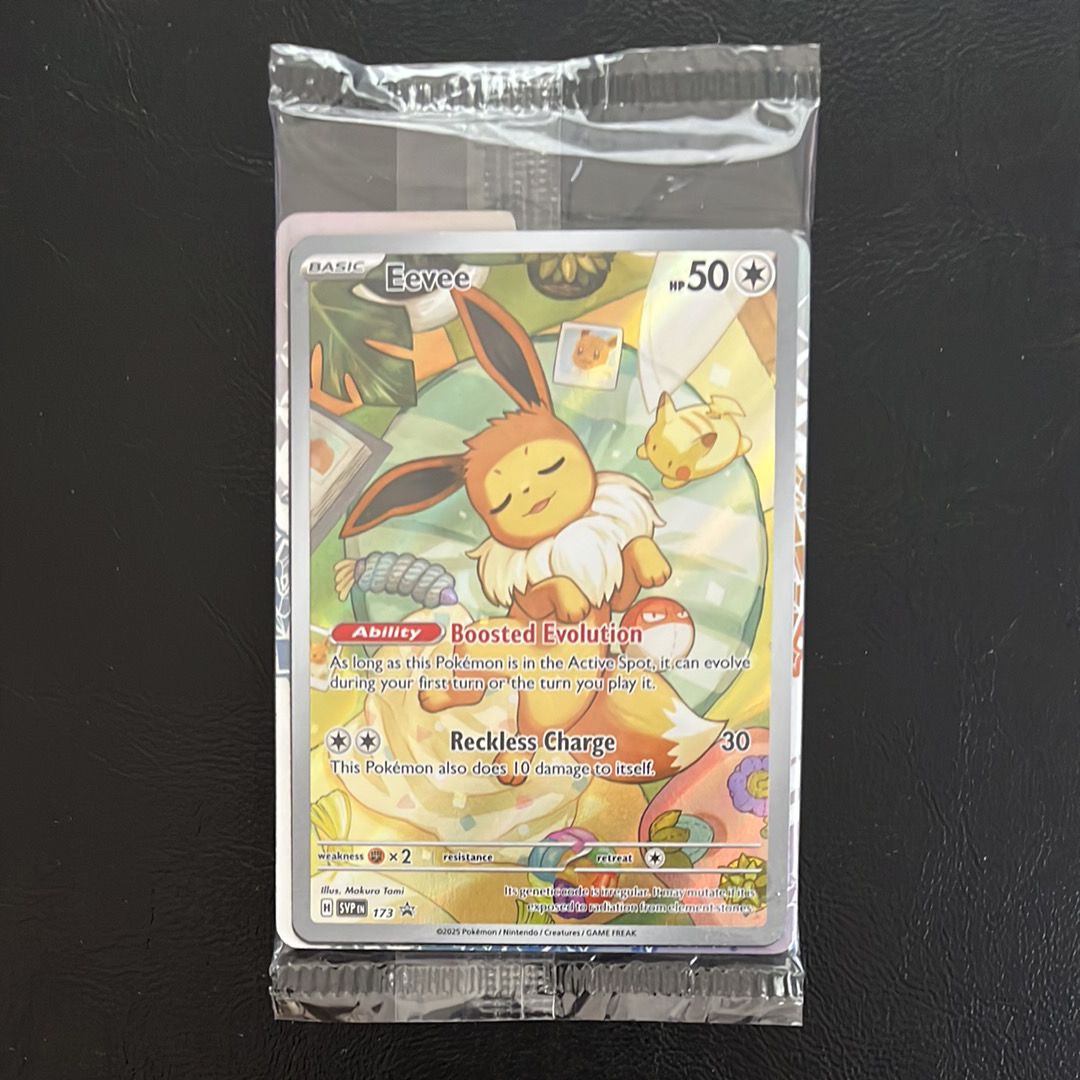 BASIC Eevee HP 50
Ability Boosted Evolution
As long as this Pokémon is in the Active Spot, it can evolve
during your first turn or the turn you play it.
Reckless Charge 30
This Pokémon also does 10 damage to itself.
weakness ×2 resistance retreat
Illus. Mokuro Tami
Its genetic code is irregular. It may mutate if it is
exposed to radiation from element stones.
H SVP EN 173
©2025 Pokémon / Nintendo / Creatures / GAME FREAK